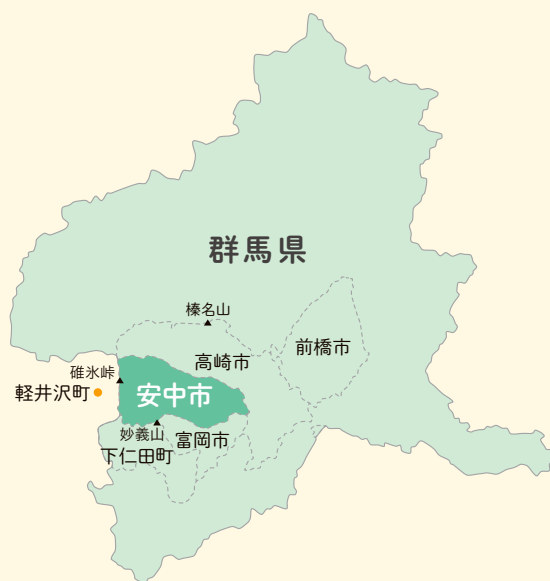 群馬県
榛名山
前橋市
高崎市
碓氷峠
軽井沢町
安中市
妙義山
富岡市
下仁田町